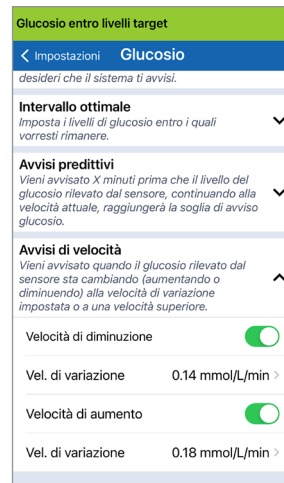 Glucosio entro livelli target
Impostazioni Glucosio
desideri che il sistema ti avvisi.
Intervallo ottimale
Imposta i livelli di glucosio entro i quali
vorresti rimanere.
Avvisi predittivi
Vieni avvisato X minuti prima che il livello del
glucosio rilevato dal sensore, continuando alla
velocità attuale, raggiungerà la soglia di avviso
glucosio.
Avvisi di velocità
Vieni avvisato quando il glucosio rilevato dal
sensore sta cambiando (aumentando o
diminuendo) alla velocità di variazione
impostata o a una velocità superiore.
Velocità di diminuzione
Vel. di variazione 0.14 mmol/L/min
Velocità di aumento
Vel. di variazione 0.18 mmol/L/min